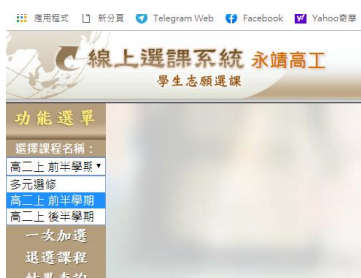 應用程式 新分頁 Telegram Web Facebook Yahoo奇摩
線上選課系統 永靖高工
學生志願選課
功能選單
選擇課程名稱：
高二上 前半學期
多元選修
高二上 前半學期
高二上 後半學期
一次加選
退選課程
結果查詢